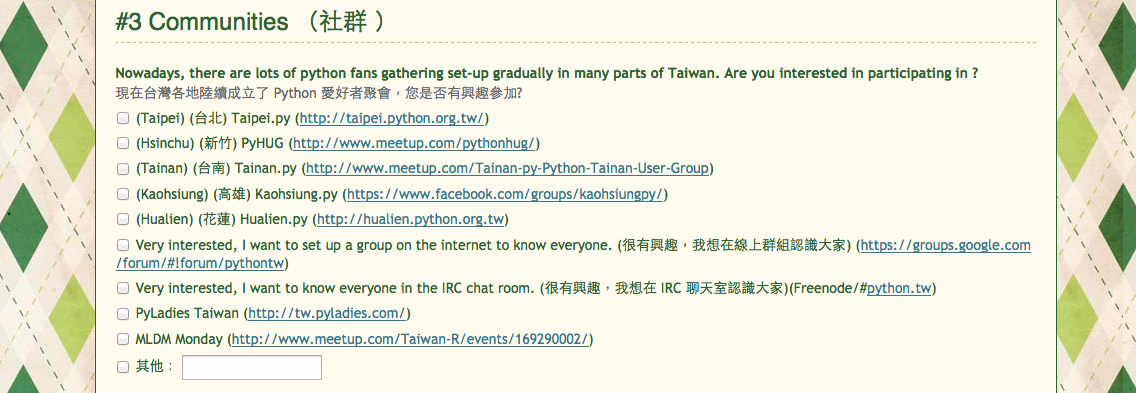 #3 Communities （社群 ）
Nowadays, there are lots of python fans gathering set-up gradually in many parts of Taiwan. Are you interested in participating in ?
現在台灣各地陸續成立了 Python 愛好者聚會，您是否有興趣參加?
(Taipei) (台北) Taipei.py (http://taipei.python.org.tw/)
(Hsinchu) (新竹) PyHUG (http://www.meetup.com/pythonhug/)
(Tainan) (台南) Tainan.py (http://www.meetup.com/Tainan-py-Python-Tainan-User-Group)
(Kaohsiung) (高雄) Kaohsiung.py (https://www.facebook.com/groups/kaohsiungpy/)
(Hualien) (花蓮) Hualien.py (http://hualien.python.org.tw)
Very interested, I want to set up a group on the internet to know everyone. (很有興趣，我想在線上群組認識大家) (https://groups.google.com
/forum/#!forum/pythontw)
Very interested, I want to know everyone in the IRC chat room. (很有興趣，我想在 IRC 聊天室認識大家)(Freenode/#python.tw)
PyLadies Taiwan (http://tw.pyladies.com/)
MLDM Monday (http://www.meetup.com/Taiwan-R/events/169290002/)
其他：